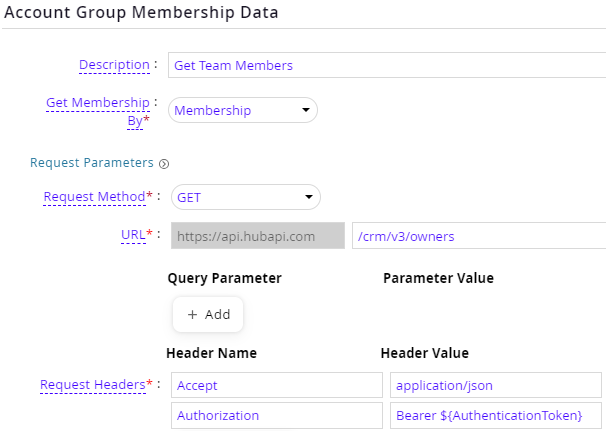 Account Group Membership Data
Description : Get Team Members
Get Membership : Membership
By*
Request Parameters
Request Method* : GET
URL* : https://api.hubapi.com /crm/v3/owners
Query Parameter Parameter Value
+ Add
Header Name Header Value
Request Headers* : Accept application/json
Authorization Bearer ${AuthenticationToken}